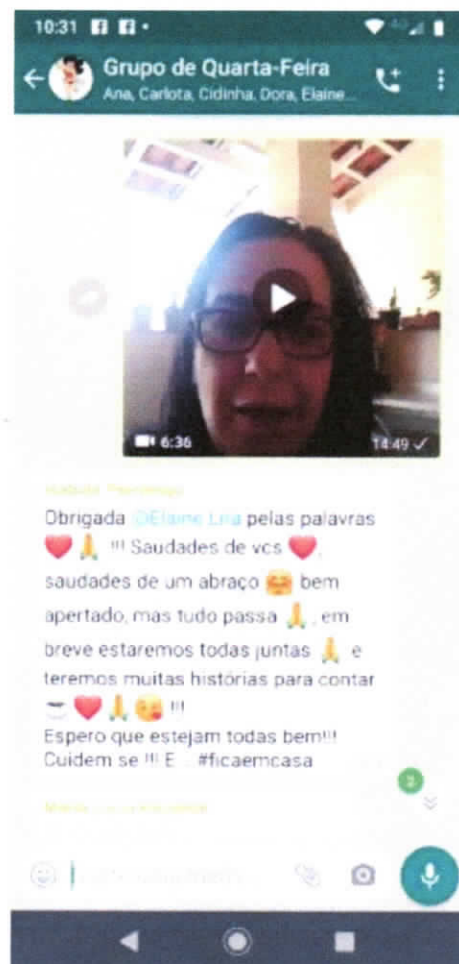 10:31
4G
Grupo de Quarta-Feira
Ana, Carlota, Cidinha, Dora, Elaine...
6:36
14:49
Obrigada @Elaine Lira pelas palavras
❤️🙏 !!! Saudades de vcs ❤️,
saudades de um abraço 🤗 bem
apertado, mas tudo passa 🙏, em
breve estaremos todas juntas 🙏 e
teremos muitas histórias para contar
☕❤️🙏😘 !!!
Espero que estejam todas bem!!!
Cuidem se !!! E ... #ficaemcasa
2